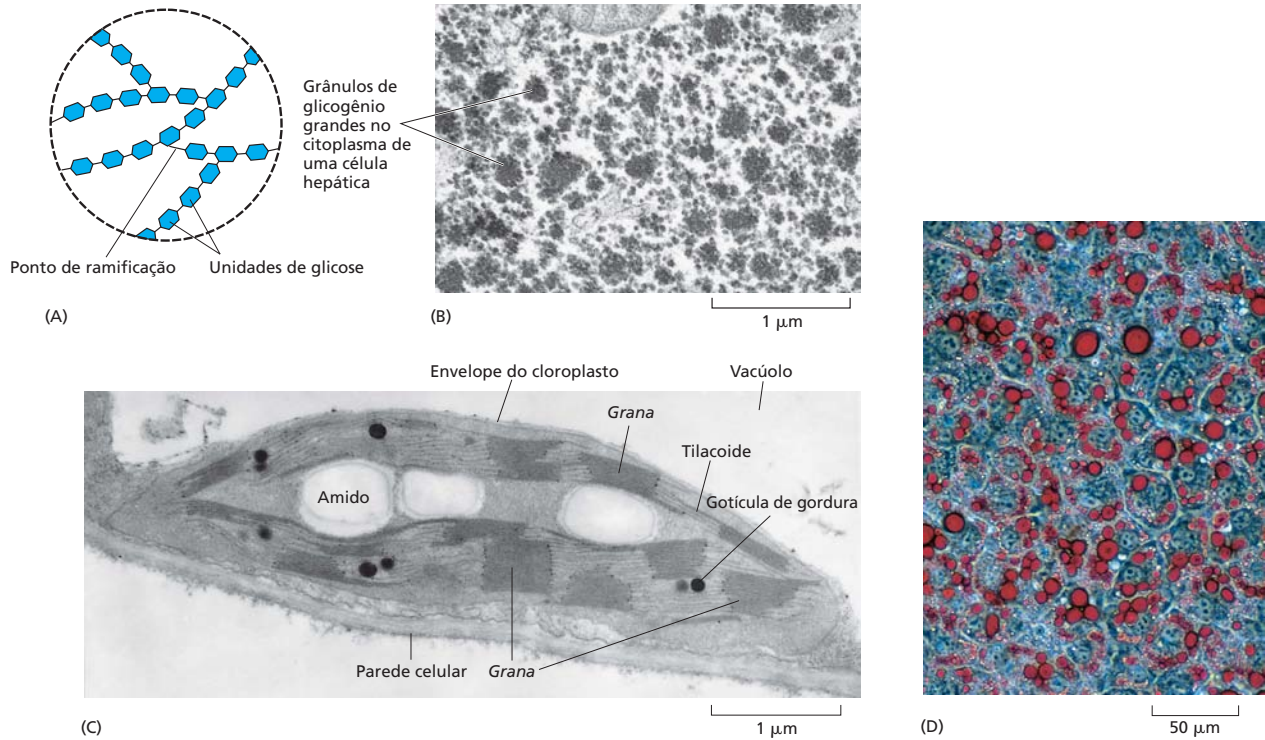 Grânulos de
glicogênio
grandes no
citoplasma de
uma célula
hepática
Ponto de ramificação
Unidades de glicose
(A)
(B)
1 μm
Envelope do cloroplasto
Vacúolo
Grana
Tilacoide
Amido
Gotícula de gordura
Parede celular
Grana
(C)
1 μm
(D)
50 μm